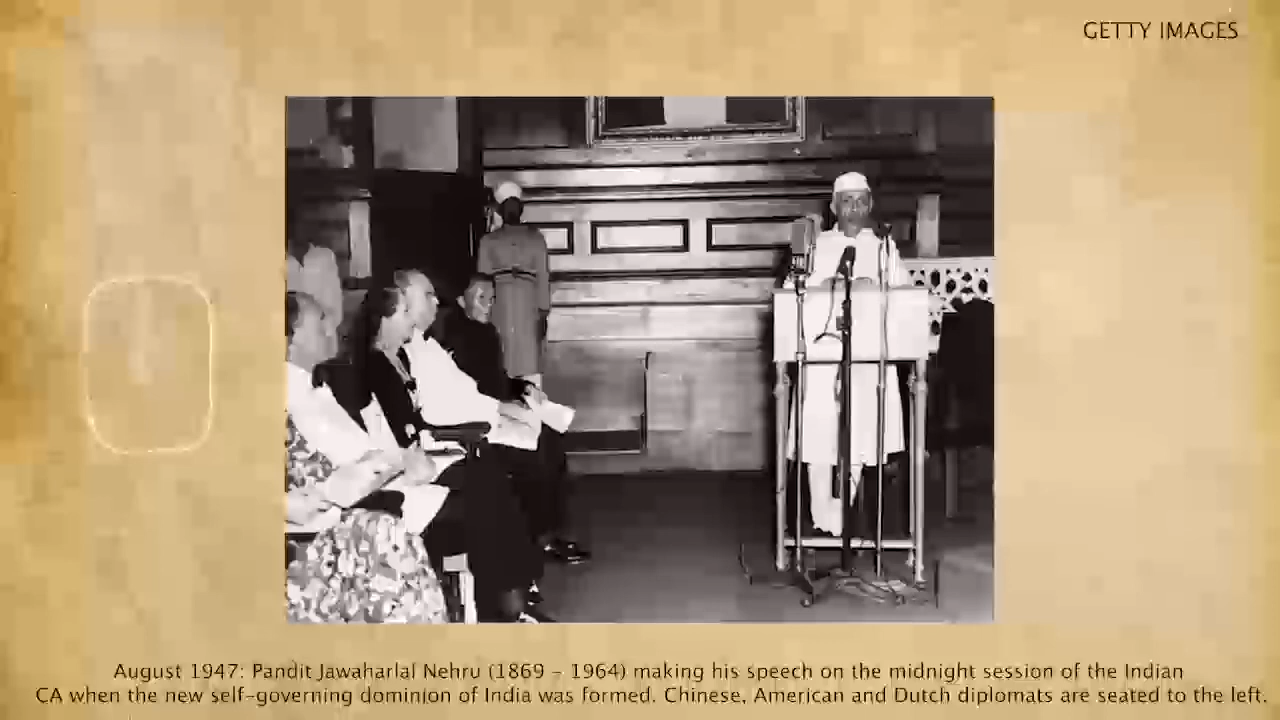 GETTY IMAGES
August 1947: Pandit Jawaharlal Nehru (1869 - 1964) making his speech on the midnight session of the Indian
CA when the new self-governing dominion of India was formed. Chinese, American and Dutch diplomats are seated to the left.